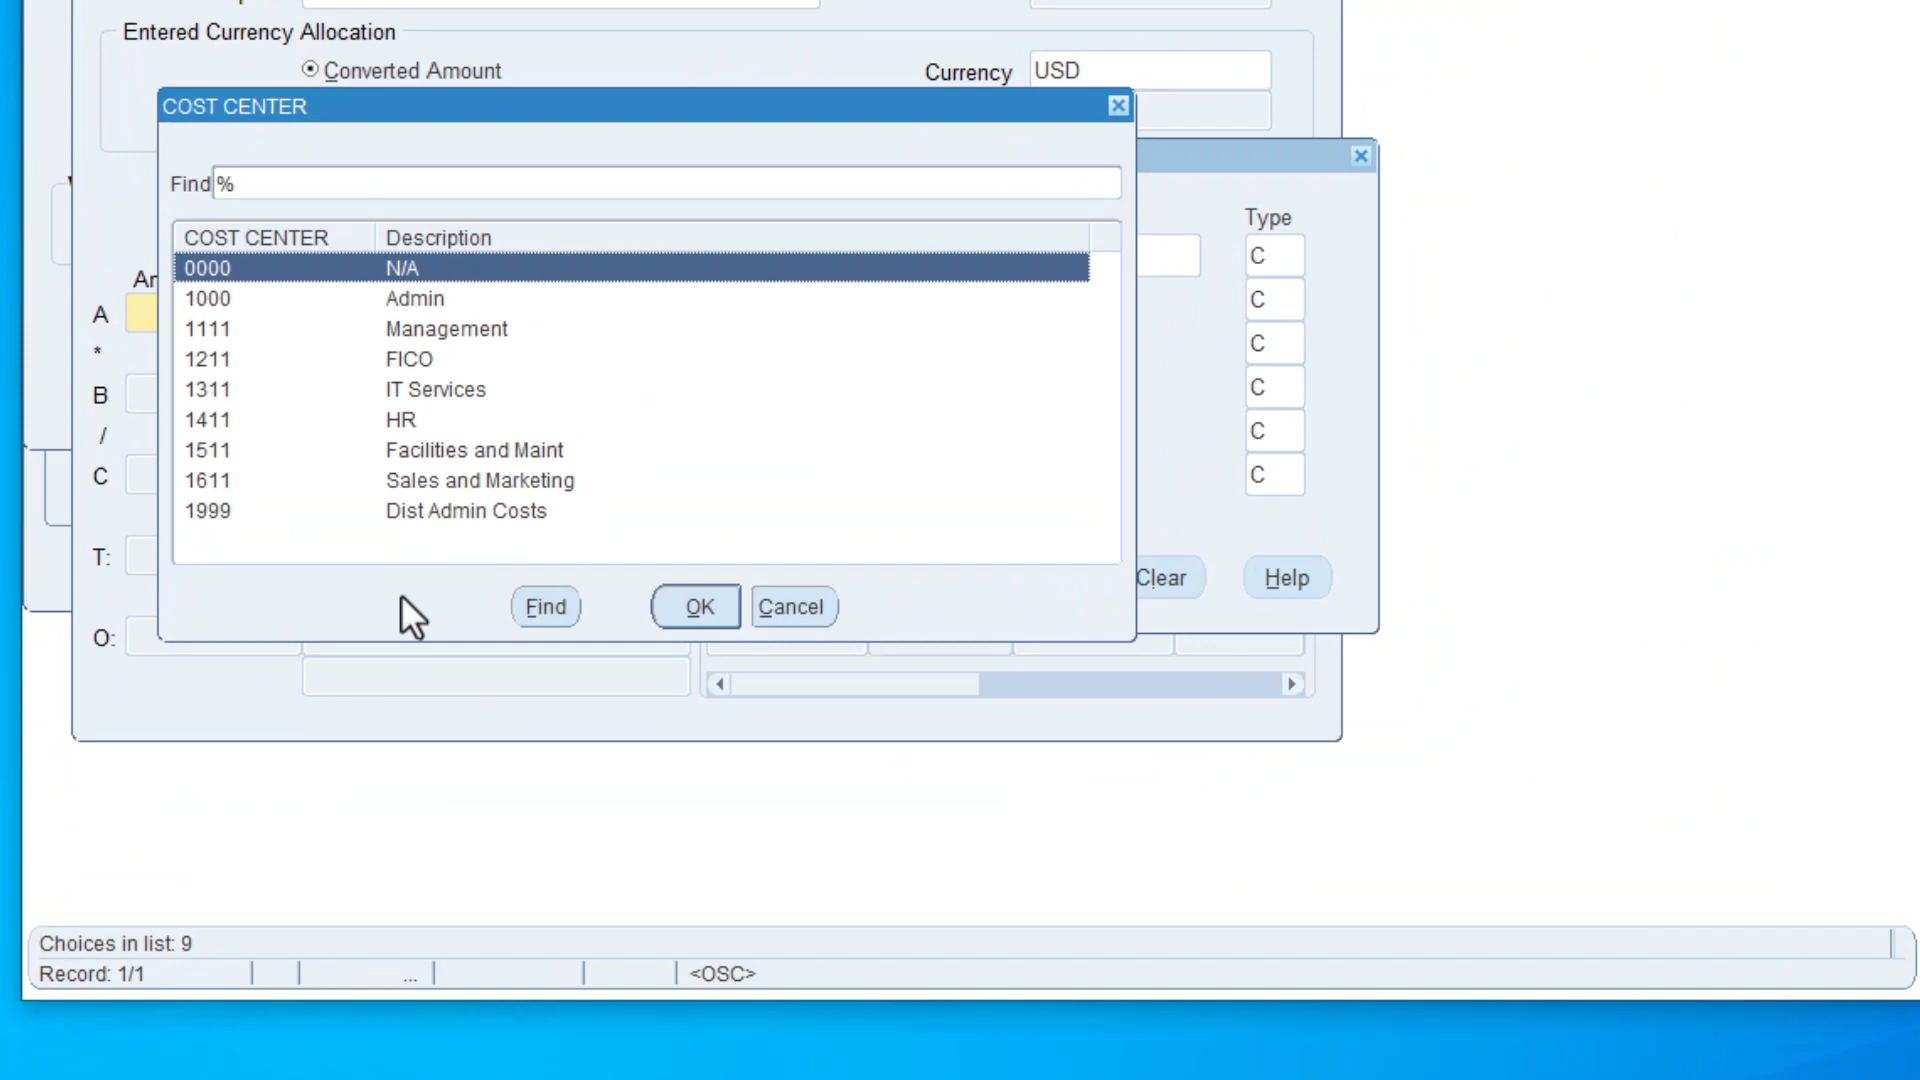 Entered Currency Allocation
Converted Amount
Currency USD
COST CENTER
Find %
Type
COST CENTER Description
0000 N/A
1000 Admin
1111 Management
1211 FICO
1311 IT Services
1411 HR
1511 Facilities and Maint
1611 Sales and Marketing
1999 Dist Admin Costs
A
*
B
/
C
T:
O:
C
C
C
C
C
C
Find OK Cancel
Clear Help
Choices in list: 9
Record: 1/1 ... <OSC>